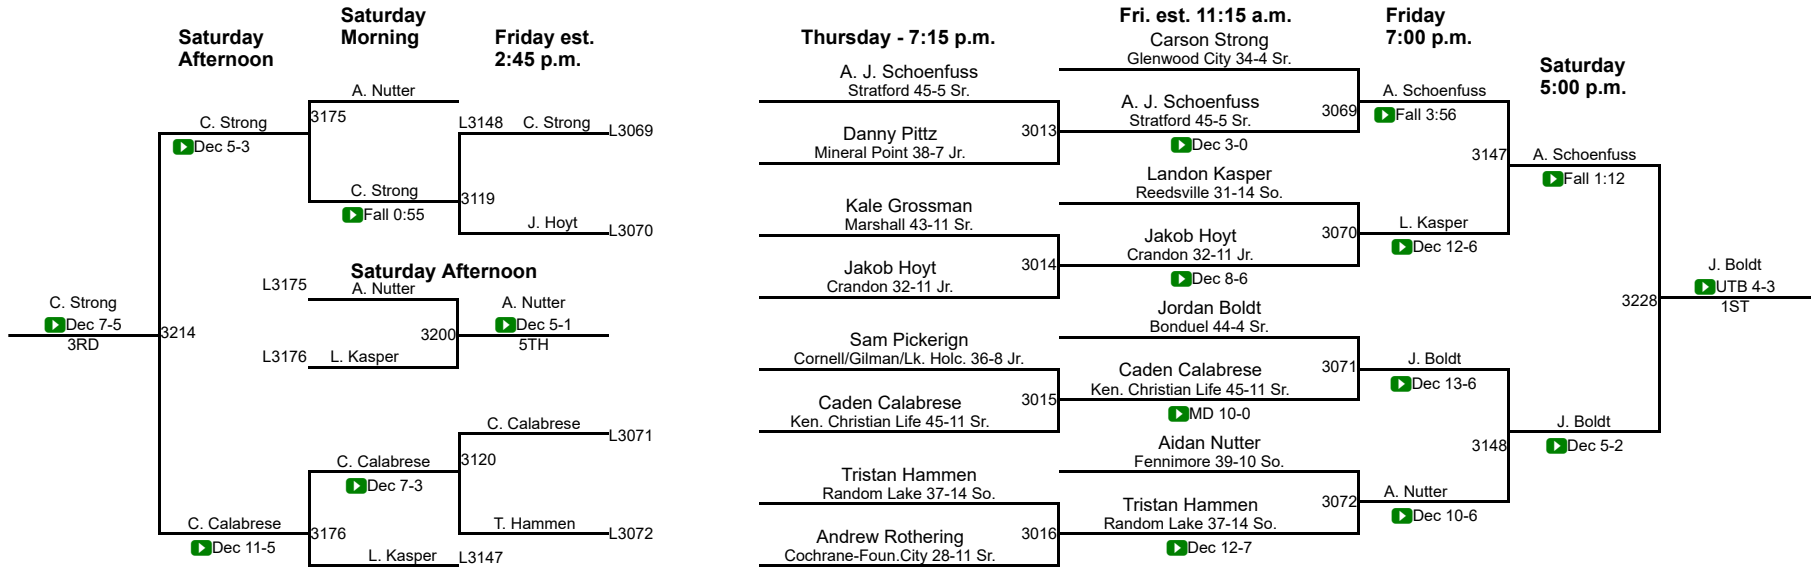 Saturday
Afternoon
Saturday
Morning
Friday est.
2:45 p.m.
A. Nutter
3175
L3148
C. Strong
L3069
C. Strong
Dec 5-3
C. Strong
Fall 0:55
3119
J. Hoyt
L3070
Saturday Afternoon
L3175
A. Nutter
C. Strong
Dec 7-5
3RD
3214
3200
A. Nutter
Dec 5-1
5TH
L3176
L. Kasper
C. Calabrese
L3071
C. Calabrese
Dec 7-3
3120
C. Calabrese
Dec 11-5
3176
T. Hammen
L3072
L. Kasper
L3147
Thursday - 7:15 p.m.
A. J. Schoenfuss
Stratford 45-5 Sr.
Danny Pittz
Mineral Point 38-7 Jr.
3013
Kale Grossman
Marshall 43-11 Sr.
Jakob Hoyt
Crandon 32-11 Jr.
3014
Sam Pickerign
Cornell/Gilman/Lk. Holc. 36-8 Jr.
Caden Calabrese
Ken. Christian Life 45-11 Sr.
3015
Tristan Hammen
Random Lake 37-14 So.
Andrew Rothering
Cochrane-Foun.City 28-11 Sr.
3016
Fri. est. 11:15 a.m.
Carson Strong
Glenwood City 34-4 Sr.
A. J. Schoenfuss
Stratford 45-5 Sr.
Dec 3-0
3069
Landon Kasper
Reedsville 31-14 So.
Jakob Hoyt
Crandon 32-11 Jr.
Dec 8-6
3070
Jordan Boldt
Bonduel 44-4 Sr.
Caden Calabrese
Ken. Christian Life 45-11 Sr.
MD 10-0
3071
Aidan Nutter
Fennimore 39-10 So.
Tristan Hammen
Random Lake 37-14 So.
Dec 12-7
3072
Friday
7:00 p.m.
A. Schoenfuss
Fall 3:56
3147
L. Kasper
Dec 12-6
J. Boldt
Dec 13-6
3148
A. Nutter
Dec 10-6
Saturday
5:00 p.m.
A. Schoenfuss
Fall 1:12
3228
J. Boldt
Dec 5-2
J. Boldt
UTB 4-3
1ST